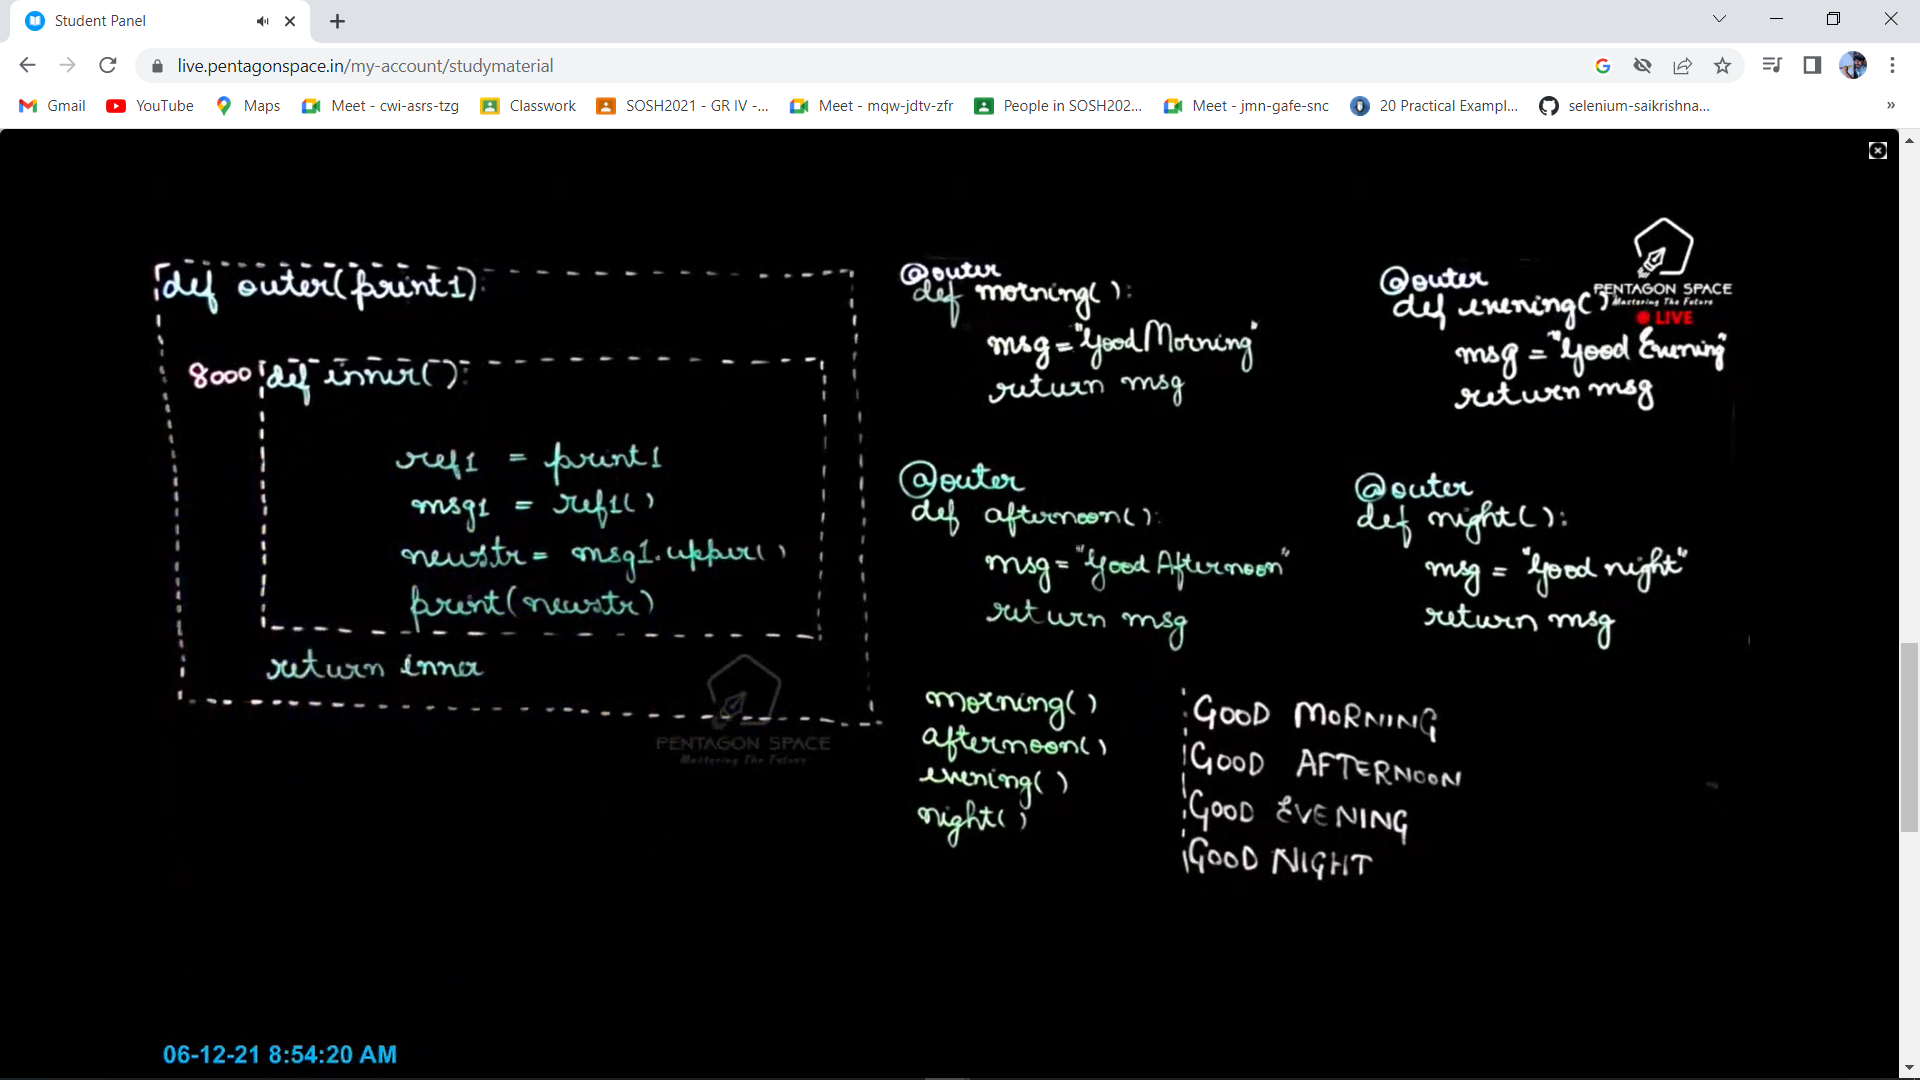 Student Panel
live.pentagonspace.in/my-account/studymaterial
Gmail YouTube Maps Meet - cwi-asrs-tzg Classwork SOSH2021 - GR IV -... Meet - mqw-jdtv-zfr People in SOSH202... Meet - jmn-gafe-snc 20 Practical Exampl... selenium-saikrishna... »
def outer(print1):
8000 def inner():
ref1 = print1
msg1 = ref1()
newstr = msg1.upper()
print(newstr)
return inner
PENTAGON SPACE
Mastering The Future
@outer
def morning():
msg = "Good Morning"
return msg
@outer
def evening()
msg = "Good Evening"
return msg
PENTAGON SPACE
Mastering The Future
LIVE
@outer
def afternoon():
msg = "Good Afternoon"
return msg
@outer
def night():
msg = "Good night"
return msg
morning()
afternoon()
evening()
night()
GOOD MORNING
GOOD AFTERNOON
GOOD EVENING
GOOD NIGHT
06-12-21 8:54:20 AM